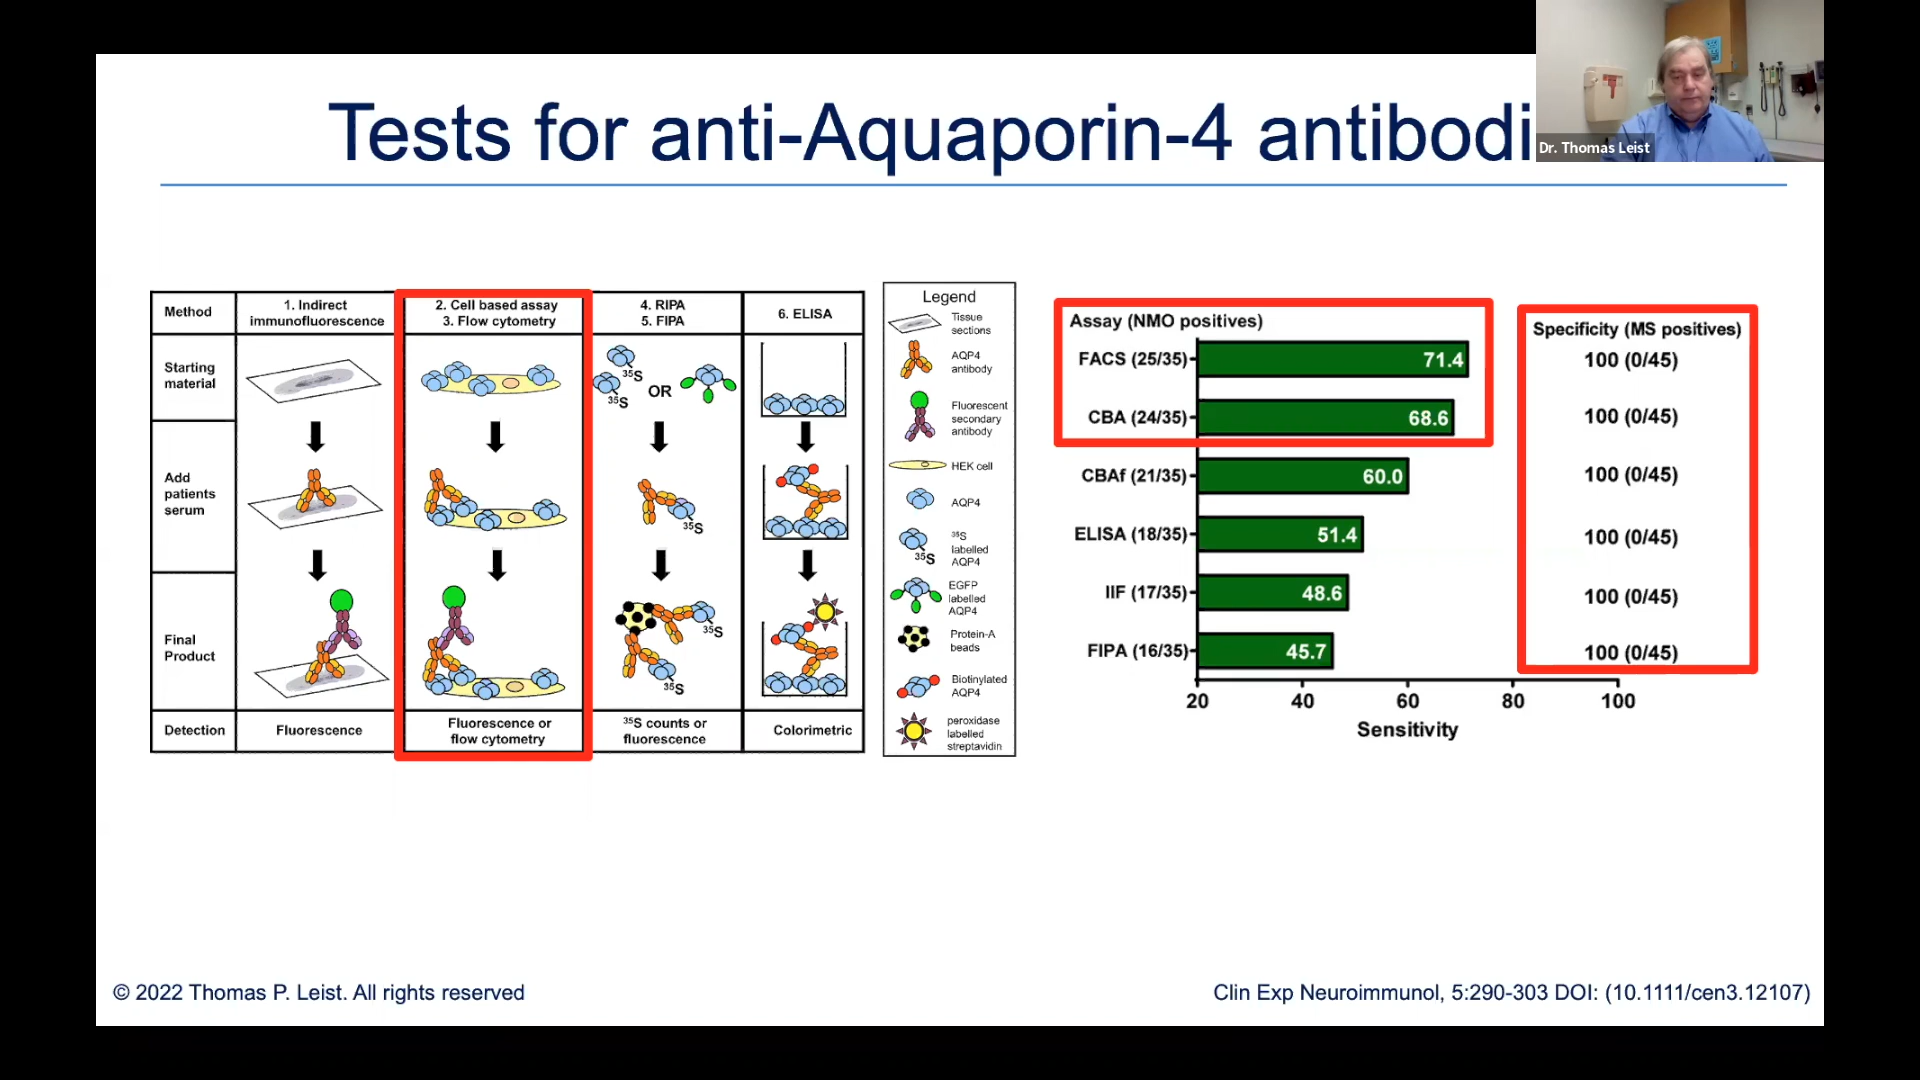 Tests for anti-Aquaporin-4 antibodi
Dr. Thomas Leist
Method
1. Indirect
immunofluorescence
2. Cell based assay
3. Flow cytometry
4. RIPA
5. FIPA
6. ELISA
Starting
material
35S
35S
OR
Add
patients
serum
35S
Final
Product
35S
35S
Detection
Fluorescence
Fluorescence or
flow cytometry
35S counts or
fluorescence
Colorimetric
Legend
Tissue
sections
AQP4
antibody
Fluorescent
secondary
antibody
HEK cell
AQP4
35S
35S
labelled
AQP4
EGFP
labelled
AQP4
Protein-A
beads
Biotinylated
AQP4
peroxidase
labelled
streptavidin
Assay (NMO positives)
FACS (25/35) 71.4
CBA (24/35) 68.6
CBAf (21/35) 60.0
ELISA (18/35) 51.4
IIF (17/35) 48.6
FIPA (16/35) 45.7
20 40 60 80 100
Sensitivity
Specificity (MS positives)
100 (0/45)
100 (0/45)
100 (0/45)
100 (0/45)
100 (0/45)
100 (0/45)
© 2022 Thomas P. Leist. All rights reserved
Clin Exp Neuroimmunol, 5:290-303 DOI: (10.1111/cen3.12107)